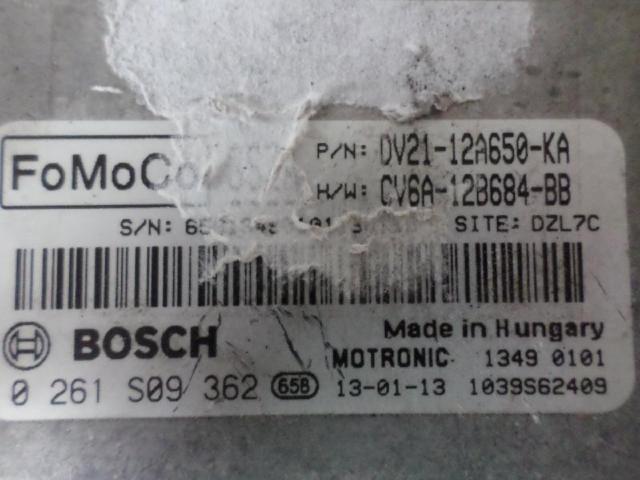 FoMoCo P/N: DV21-12A650-KA
H/W: CV6A-12B684-BB
S/N: SITE: DZL7C
BOSCH Made in Hungary
MOTRONIC 1349 0101
0 261 S09 362 658 13-01-13 1039S62409